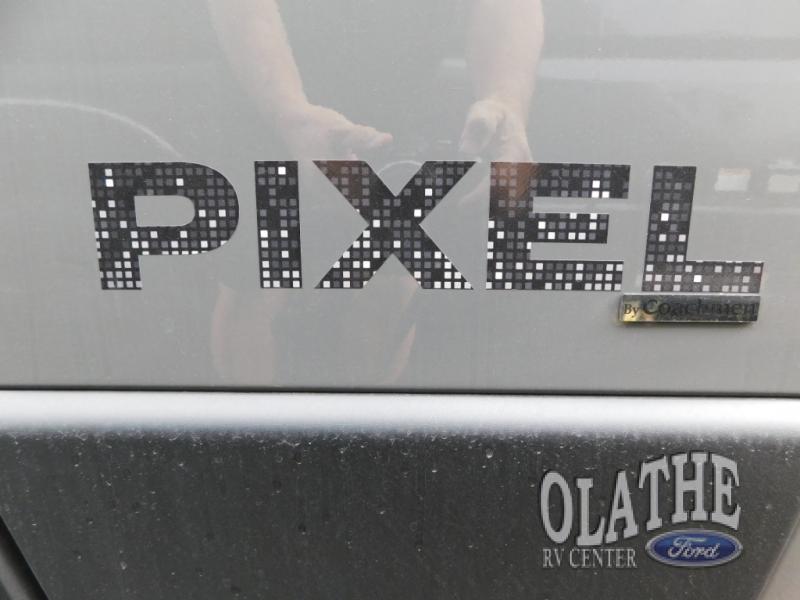 PIXEL
By Coachmen
OLATHE
RV CENTER
Ford